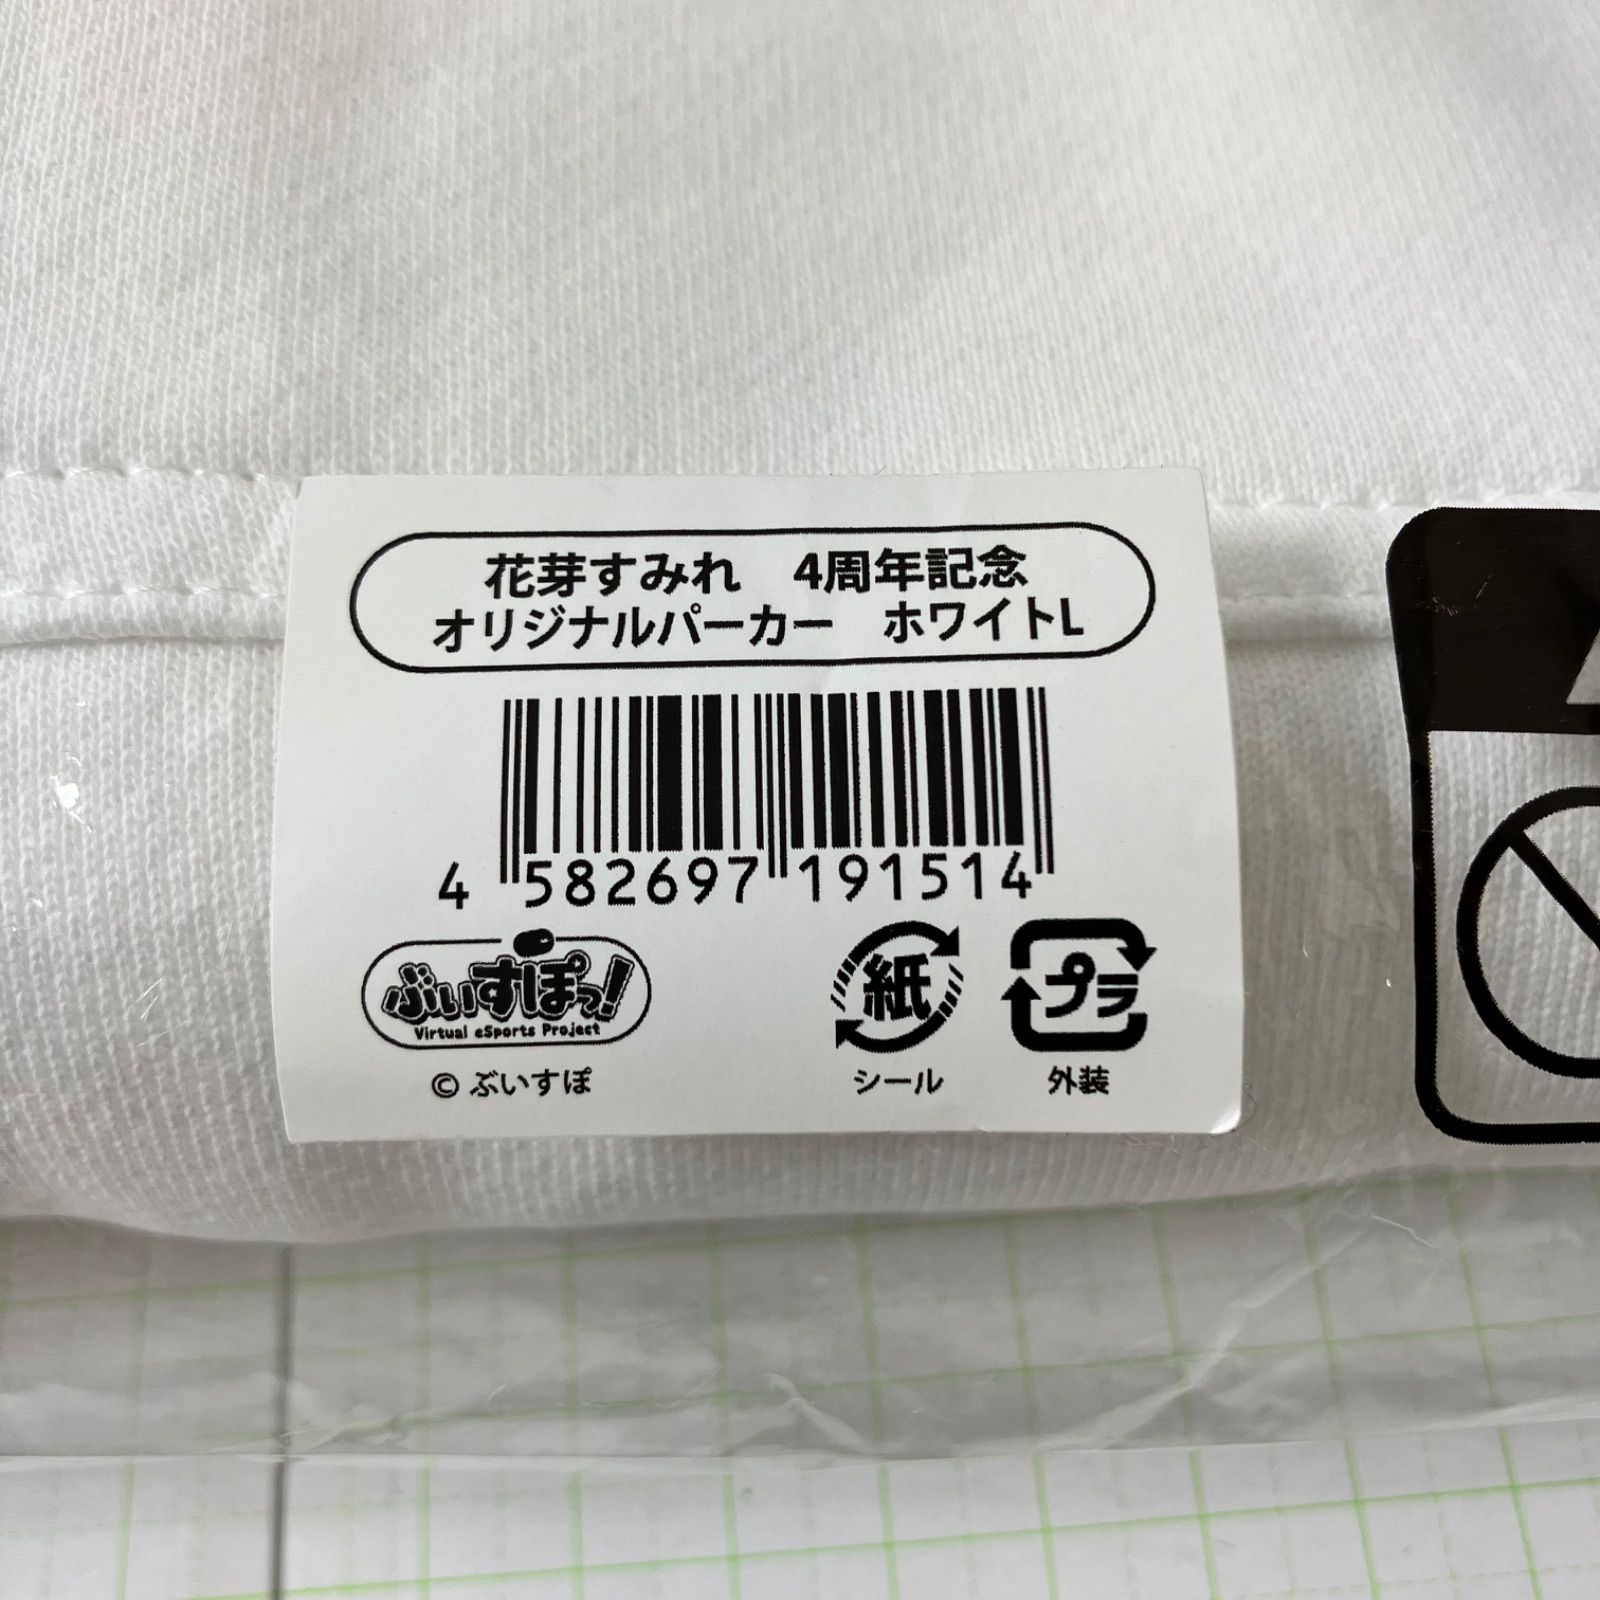 花芽すみれ　4周年記念
オリジナルパーカー　ホワイトL
4 582697 191514
ぶいすぽっ!
Virtual eSports Project
© ぶいすぽ
紙
シール
プラ
外装